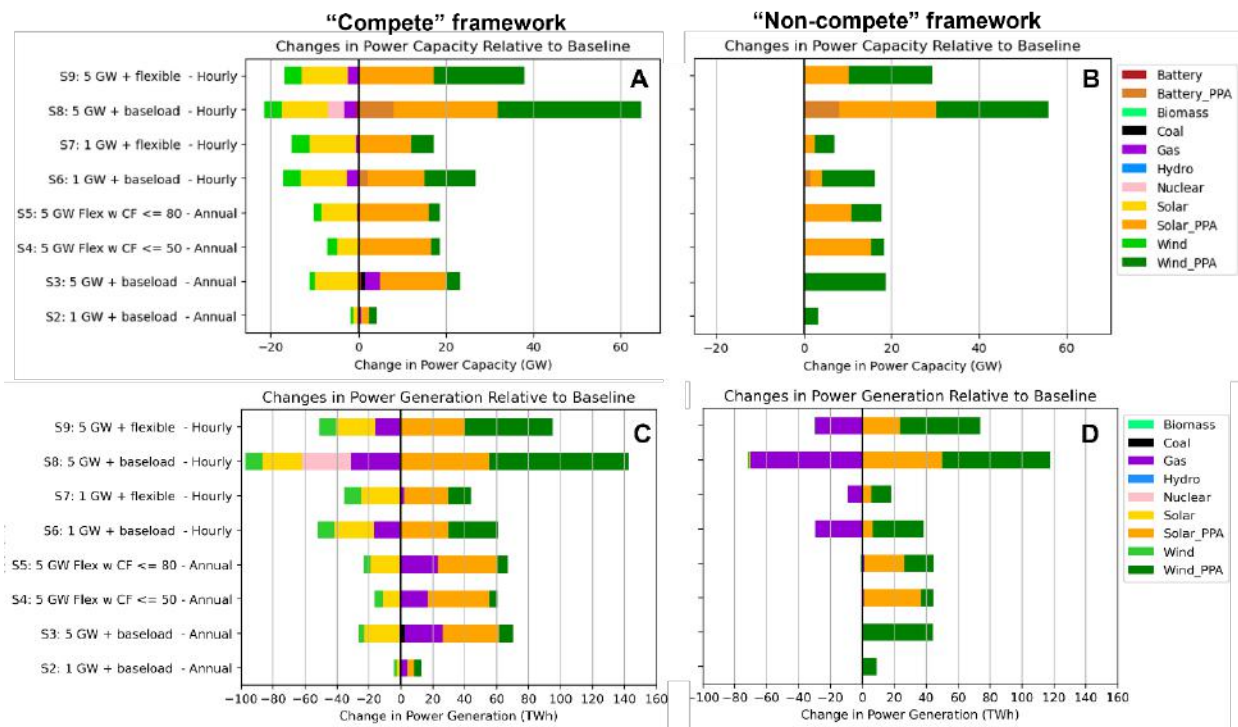 “Compete” framework
“Non-compete” framework
Changes in Power Capacity Relative to Baseline
A
S9: 5 GW + flexible - Hourly
S8: 5 GW + baseload - Hourly
S7: 1 GW + flexible - Hourly
S6: 1 GW + baseload - Hourly
S5: 5 GW Flex w CF <= 80 - Annual
S4: 5 GW Flex w CF <= 50 - Annual
S3: 5 GW + baseload - Annual
S2: 1 GW + baseload - Annual
−20 0 20 40 60
Change in Power Capacity (GW)
Changes in Power Capacity Relative to Baseline
B
−20 0 20 40 60
Change in Power Capacity (GW)
Battery
Battery_PPA
Biomass
Coal
Gas
Hydro
Nuclear
Solar
Solar_PPA
Wind
Wind_PPA
Changes in Power Generation Relative to Baseline
C
S9: 5 GW + flexible - Hourly
S8: 5 GW + baseload - Hourly
S7: 1 GW + flexible - Hourly
S6: 1 GW + baseload - Hourly
S5: 5 GW Flex w CF <= 80 - Annual
S4: 5 GW Flex w CF <= 50 - Annual
S3: 5 GW + baseload - Annual
S2: 1 GW + baseload - Annual
−100 −80 −60 −40 −20 0 20 40 60 80 100 120 140 160
Change in Power Generation (TWh)
Changes in Power Generation Relative to Baseline
D
−100 −80 −60 −40 −20 0 20 40 60 80 100 120 140 160
Change in Power Generation (TWh)
Biomass
Coal
Gas
Hydro
Nuclear
Solar
Solar_PPA
Wind
Wind_PPA